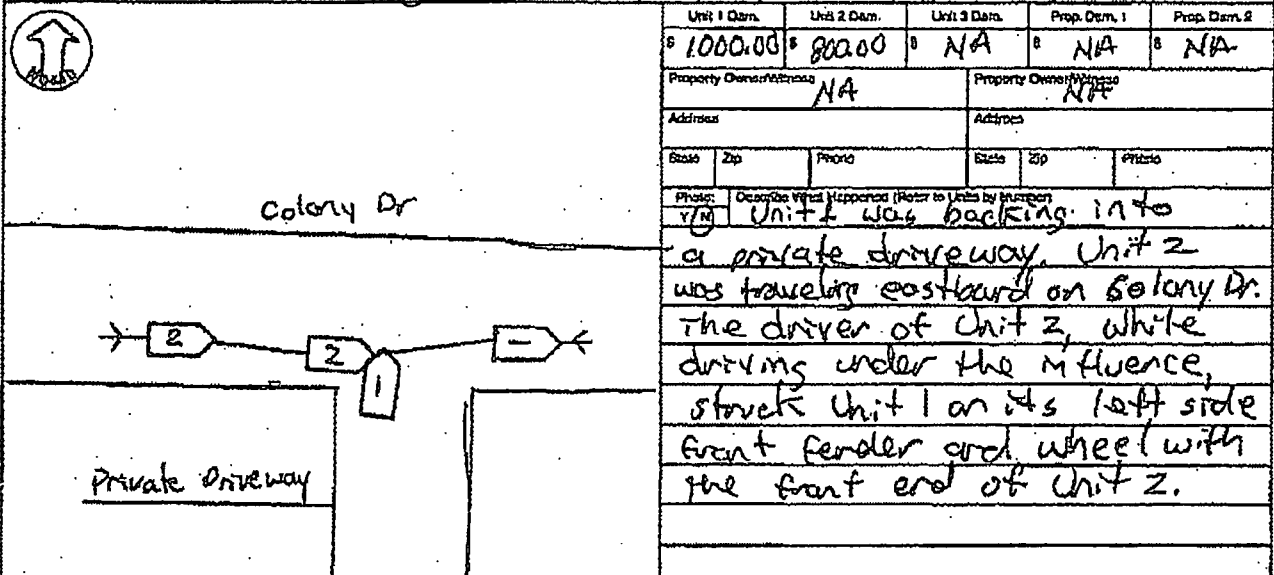 North
Colony Dr
2
2
1
1
Private Driveway
Unit 1 Dam. Unit 2 Dam. Unit 3 Dam. Prop. Dam. 1 Prop. Dam. 2
$ 1000.00 $ 800.00 $ NA $ NA $ NA
Property Owner/Witness NA Property Owner/Witness NA
Address Address
State Zip Phone State Zip Phone
Photo: Describe What Happened (Refer to Units by Number)
Y N Unit 1 was backing into
a private driveway. Unit 2
was traveling eastbound on Colony Dr.
The driver of Unit 2, while
driving under the influence,
struck Unit 1 on its left side
front fender and wheel with
the front end of Unit 2.